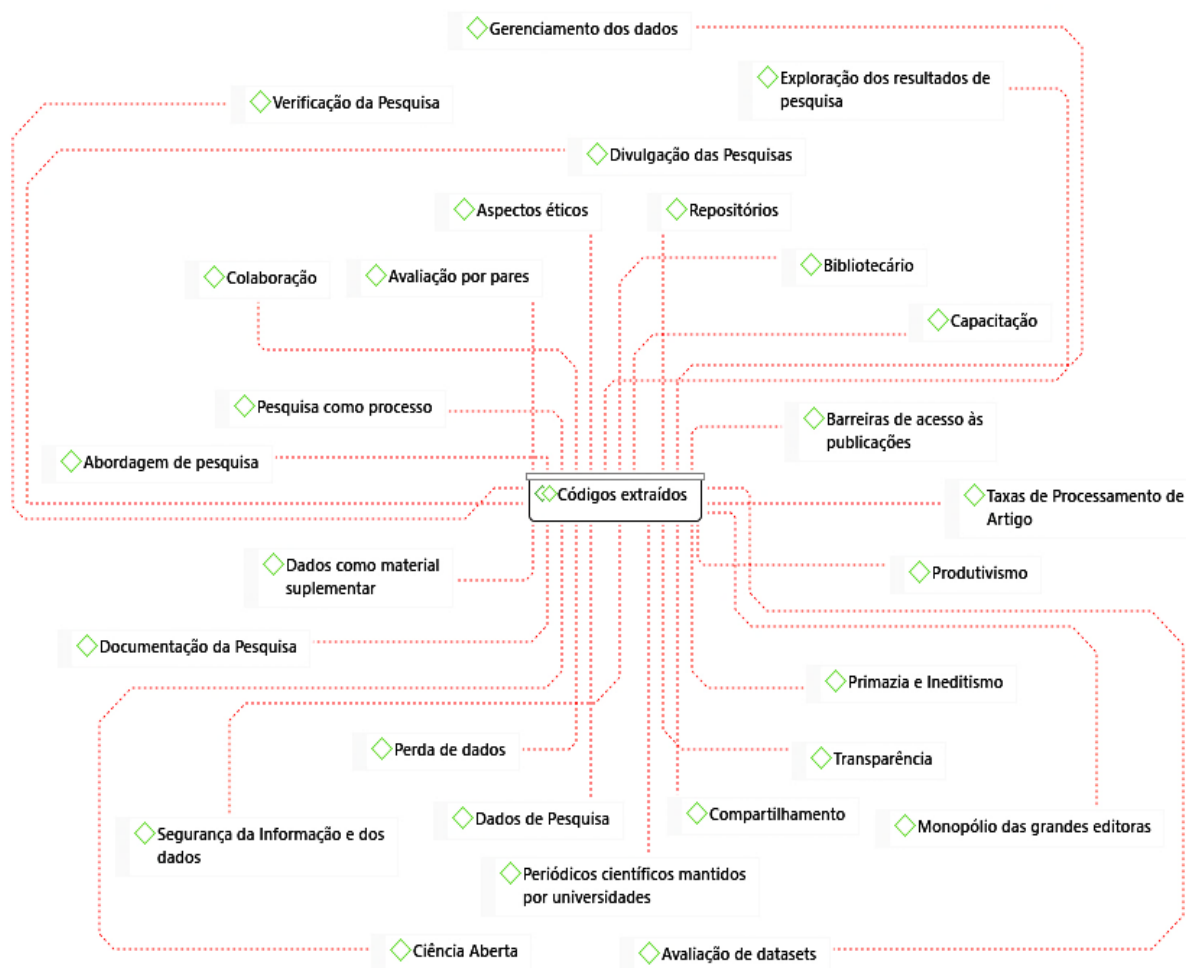 Gerenciamento dos dados
Exploração dos resultados de
pesquisa
Verificação da Pesquisa
Divulgação das Pesquisas
Aspectos éticos
Repositórios
Bibliotecário
Colaboração
Avaliação por pares
Capacitação
Pesquisa como processo
Barreiras de acesso às
publicações
Abordagem de pesquisa
Códigos extraídos
Taxas de Processamento de
Artigo
Dados como material
suplementar
Produtivismo
Documentação da Pesquisa
Primazia e Ineditismo
Perda de dados
Transparência
Segurança da Informação e dos
dados
Dados de Pesquisa
Compartilhamento
Monopólio das grandes editoras
Periódicos científicos mantidos
por universidades
Ciência Aberta
Avaliação de datasets